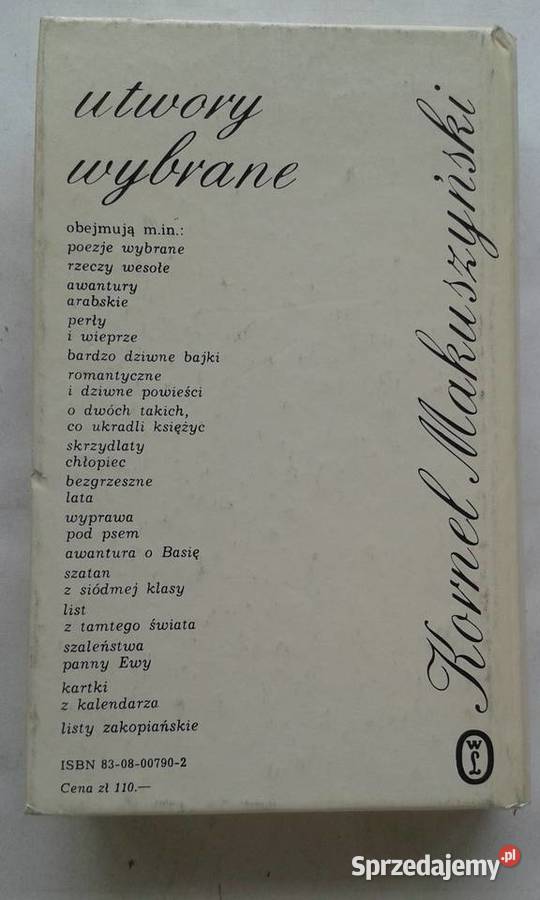 utwory
wybrane
obejmują m.in.:
poezje wybrane
rzeczy wesołe
awantury
arabskie
perły
i wieprze
bardzo dziwne bajki
romantyczne
i dziwne powieści
o dwóch takich,
co ukradli księżyc
skrzydlaty
chłopiec
bezgrzeszne
lata
wyprawa
pod psem
awantura o Basię
szatan
z siódmej klasy
list
z tamtego świata
szaleństwa
panny Ewy
kartki
z kalendarza
listy zakopiańskie
ISBN 83-08-00790-2
Cena zł 110.—
Kornel Makuszyński
WL
Sprzedajemy.pl